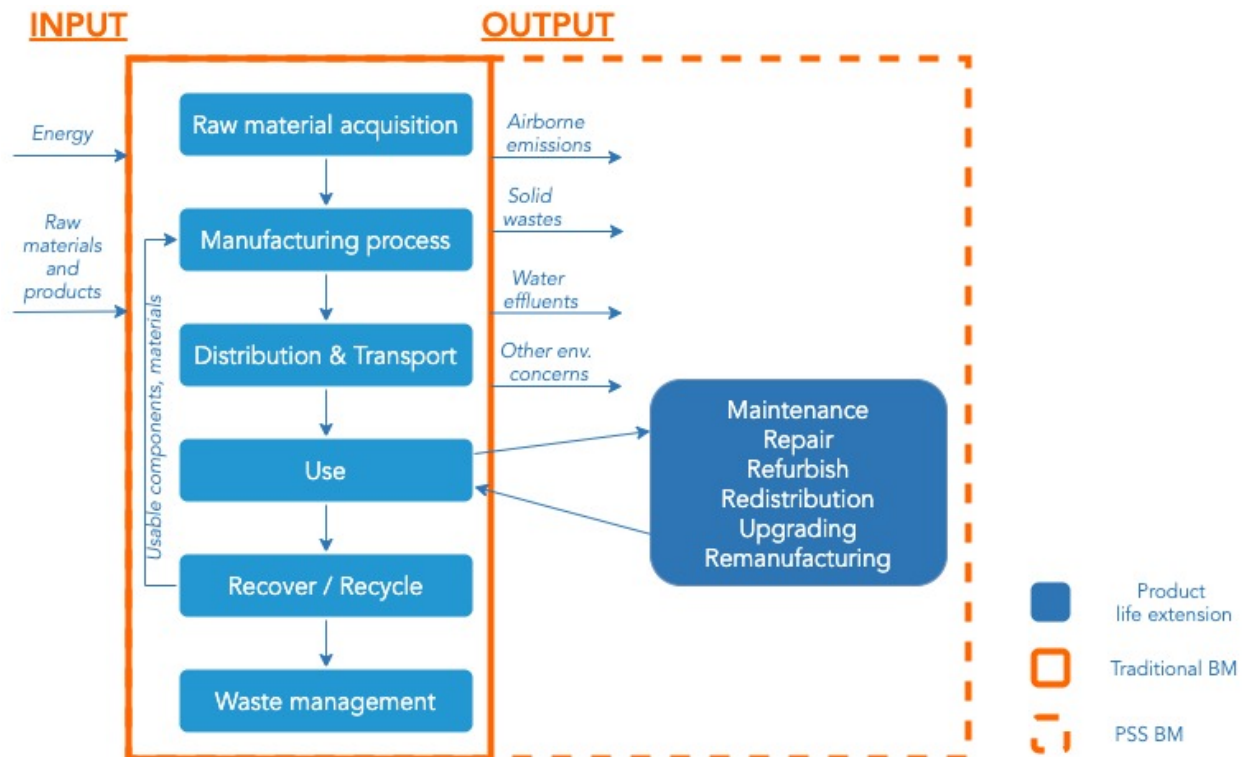 INPUT
OUTPUT
Energy
Raw
materials
and
products
Usable components, materials
Raw material acquisition
Manufacturing process
Distribution & Transport
Use
Recover / Recycle
Waste management
Airborne
emissions
Solid
wastes
Water
effluents
Other env.
concerns
Maintenance
Repair
Refurbish
Redistribution
Upgrading
Remanufacturing
Product
life extension
Traditional BM
PSS BM